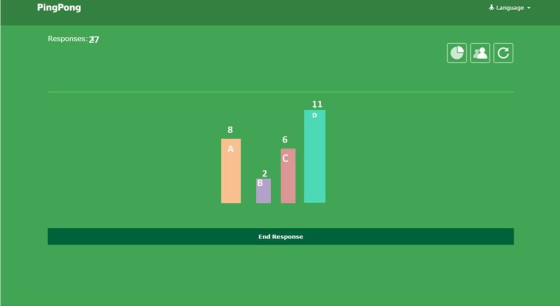 PingPong
Language
Responses: 27
11
D
8
A
6
C
2
B
End Response